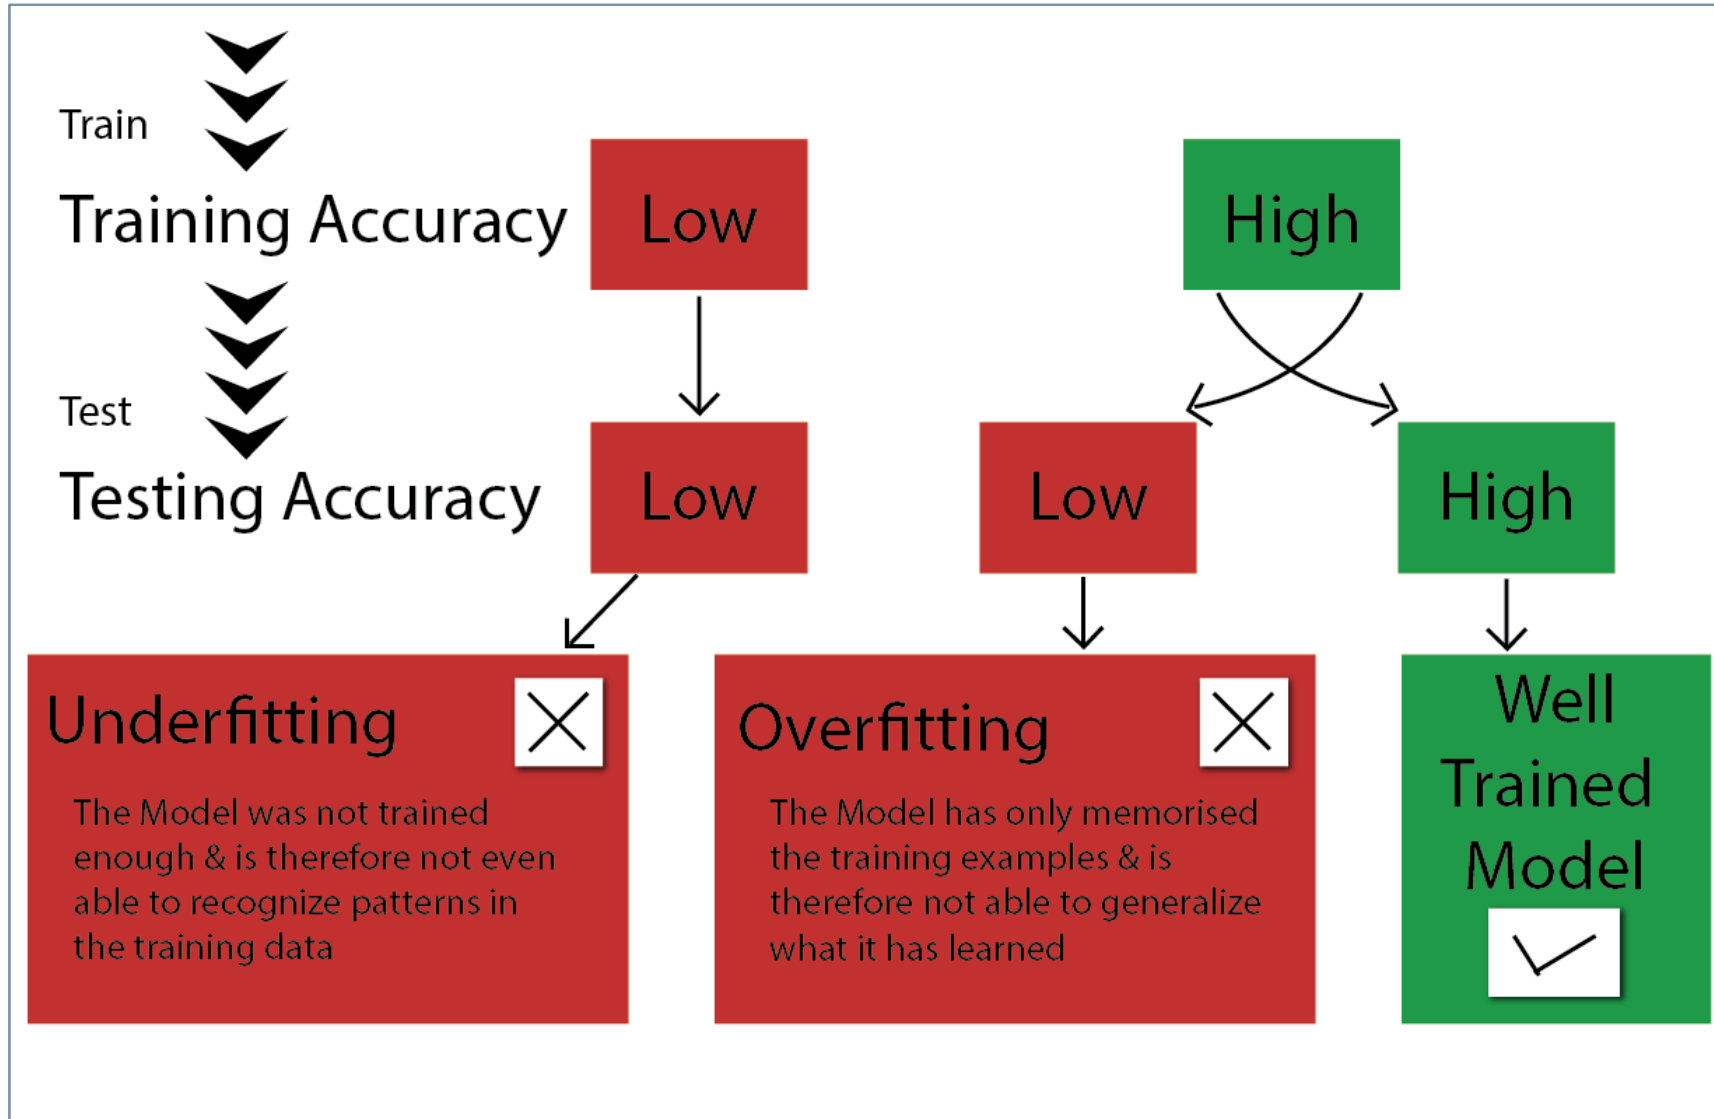 Train
Training Accuracy
Low
High
Test
Testing Accuracy
Low
Low
High
Underfitting
The Model was not trained
enough & is therefore not even
able to recognize patterns in
the training data
Overfitting
The Model has only memorised
the training examples & is
therefore not able to generalize
what it has learned
Well
Trained
Model